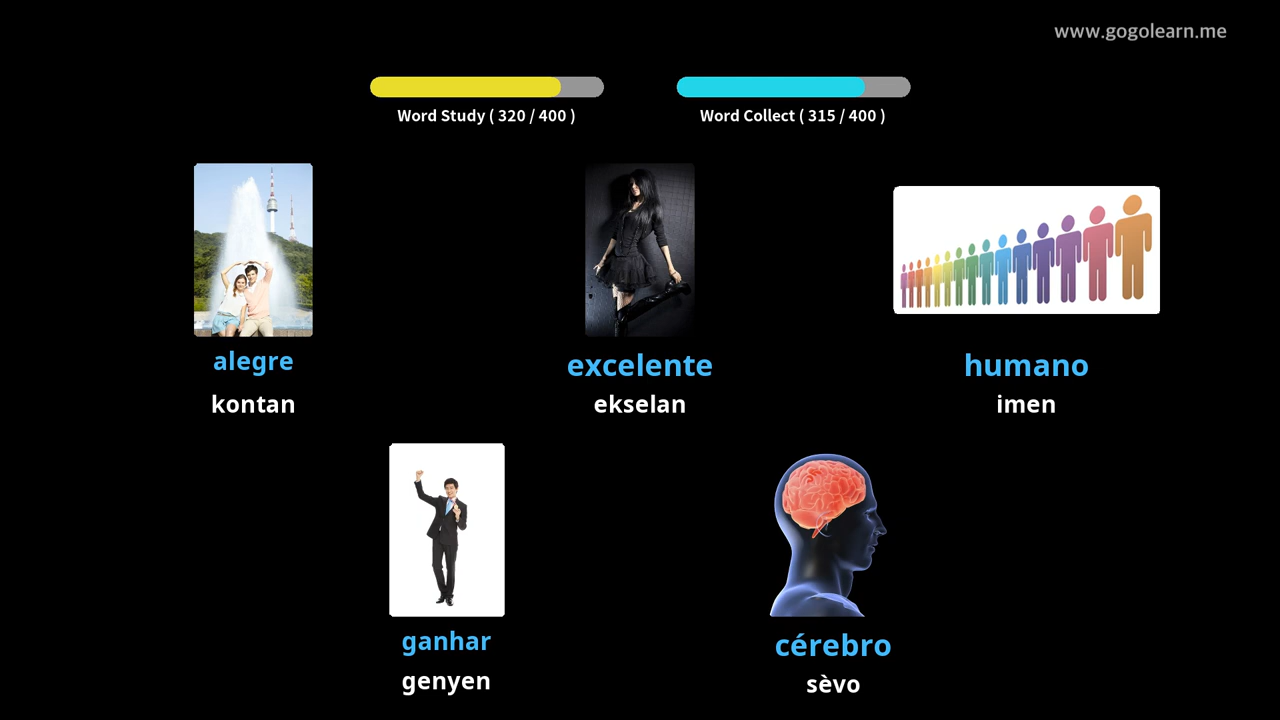 www.gogolearn.me
Word Study ( 320 / 400 )
Word Collect ( 315 / 400 )
alegre
kontan
excelente
ekselan
humano
imen
ganhar
genyen
cérebro
sèvo